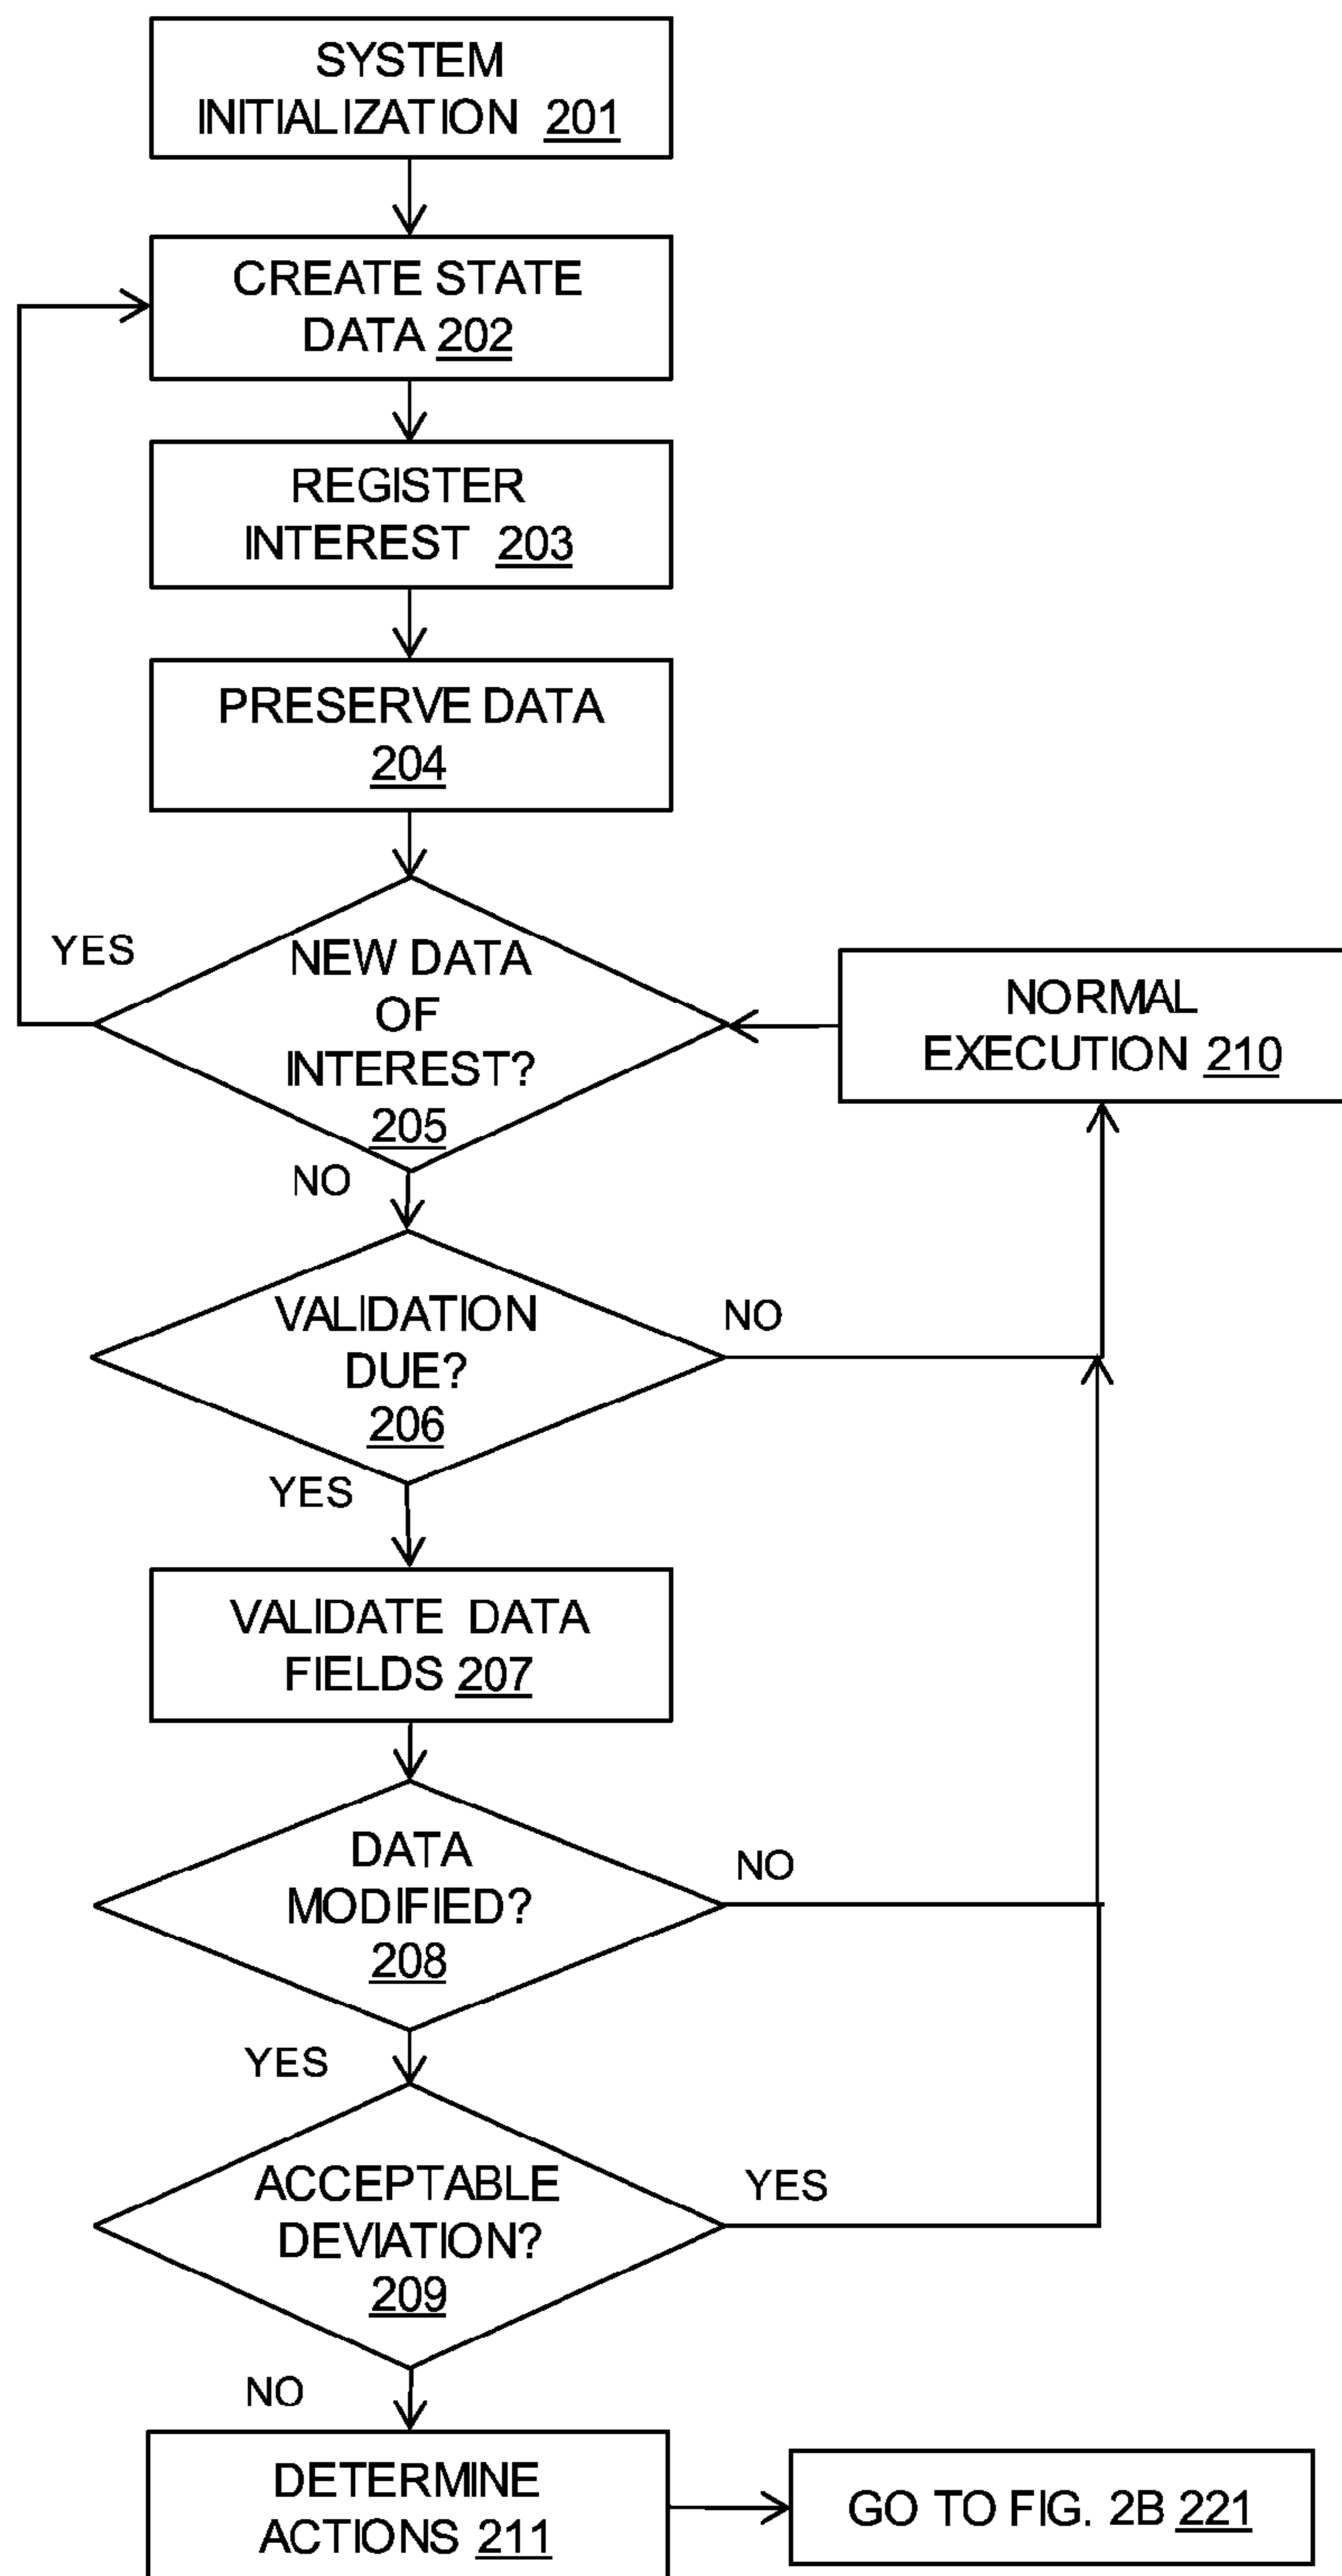 SYSTEM
INITIALIZATION 201
CREATE STATE
DATA 202
REGISTER
INTEREST 203
PRESERVE DATA
204
YES
NEW DATA
OF
INTEREST?
205
NORMAL
EXECUTION 210
NO
VALIDATION
DUE?
206
NO
YES
VALIDATE DATA
FIELDS 207
DATA
MODIFIED?
208
NO
YES
ACCEPTABLE
DEVIATION?
209
YES
NO
DETERMINE
ACTIONS 211
GO TO FIG. 2B 221